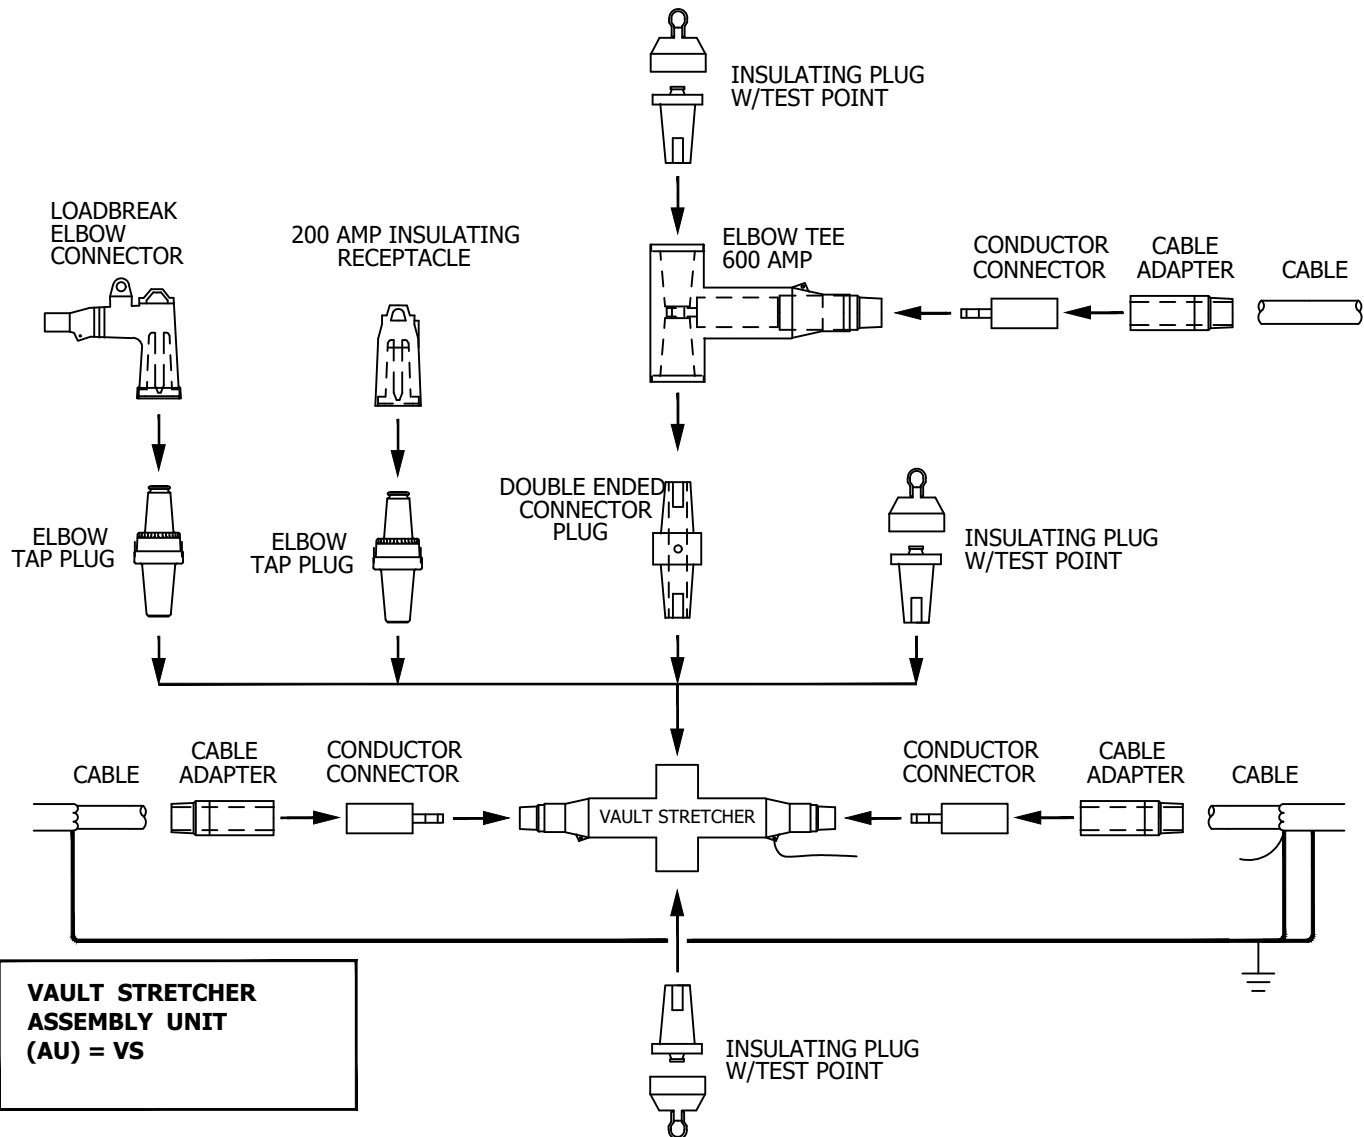 INSULATING PLUG
W/TEST POINT
LOADBREAK
ELBOW
CONNECTOR
200 AMP INSULATING
RECEPTACLE
ELBOW TEE
600 AMP
CONDUCTOR
CONNECTOR
CABLE
ADAPTER
CABLE
ELBOW
TAP PLUG
ELBOW
TAP PLUG
DOUBLE ENDED
CONNECTOR
PLUG
INSULATING PLUG
W/TEST POINT
CABLE
CABLE
ADAPTER
CONDUCTOR
CONNECTOR
VAULT STRETCHER
CONDUCTOR
CONNECTOR
CABLE
ADAPTER
CABLE
VAULT STRETCHER
ASSEMBLY UNIT
(AU) = VS
INSULATING PLUG
W/TEST POINT